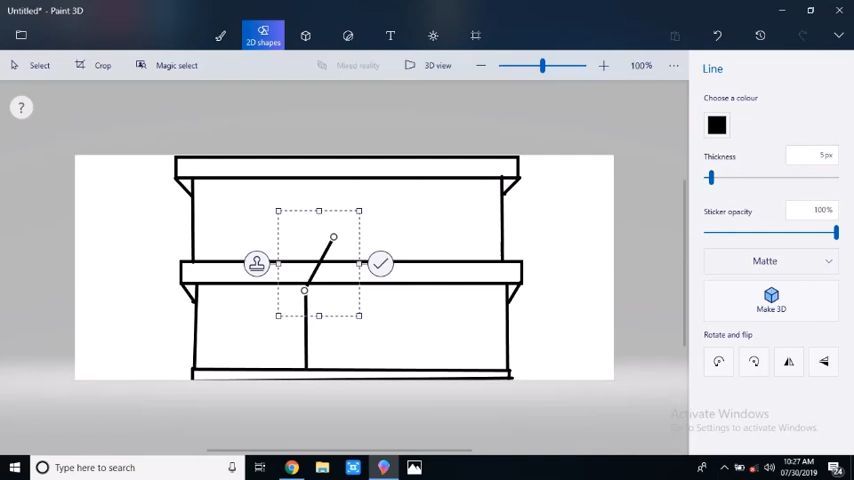 Untitled* - Paint 3D
2D shapes
Select
Crop
Magic select
Mixed reality
3D view
100%
Line
Choose a colour
Thickness
5px
Sticker opacity
100%
Matte
Make 3D
Rotate and flip
Activate Windows
Go to Settings to activate Windows.
Type here to search
10:27 AM
07/30/2019
24